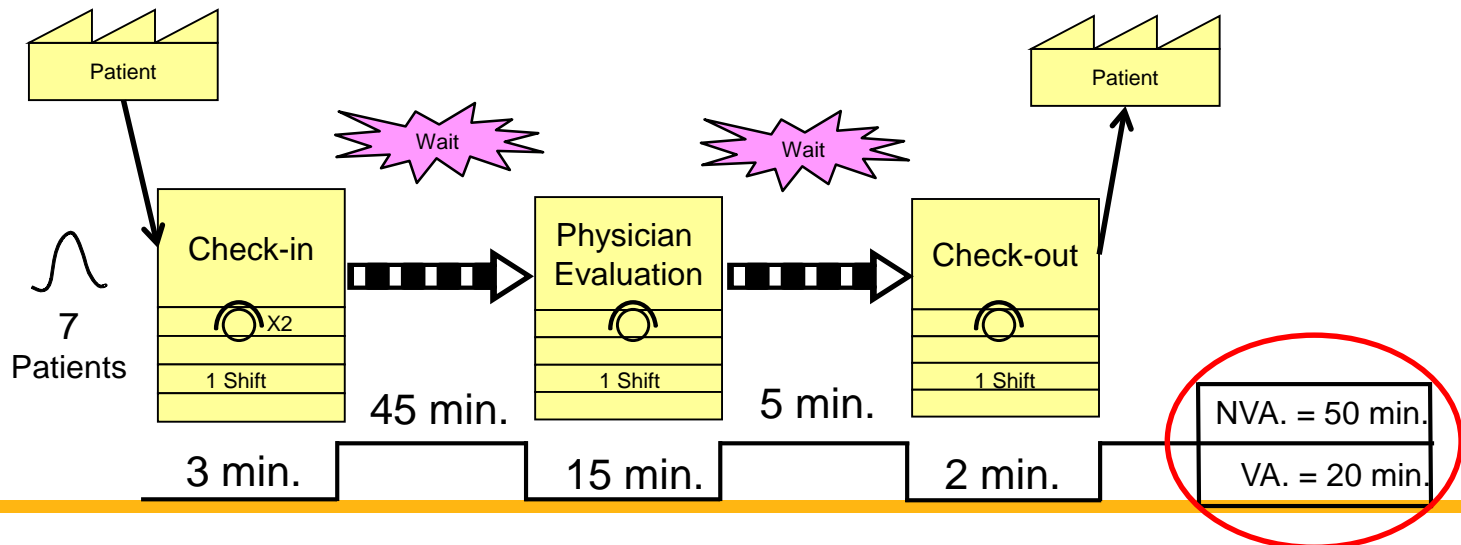 Patient
Patient
Wait
Wait
Check-in
Physician
Evaluation
Check-out
7
Patients
X2
1 Shift
1 Shift
1 Shift
45 min.
5 min.
3 min.
15 min.
2 min.
NVA. = 50 min.
VA. = 20 min.